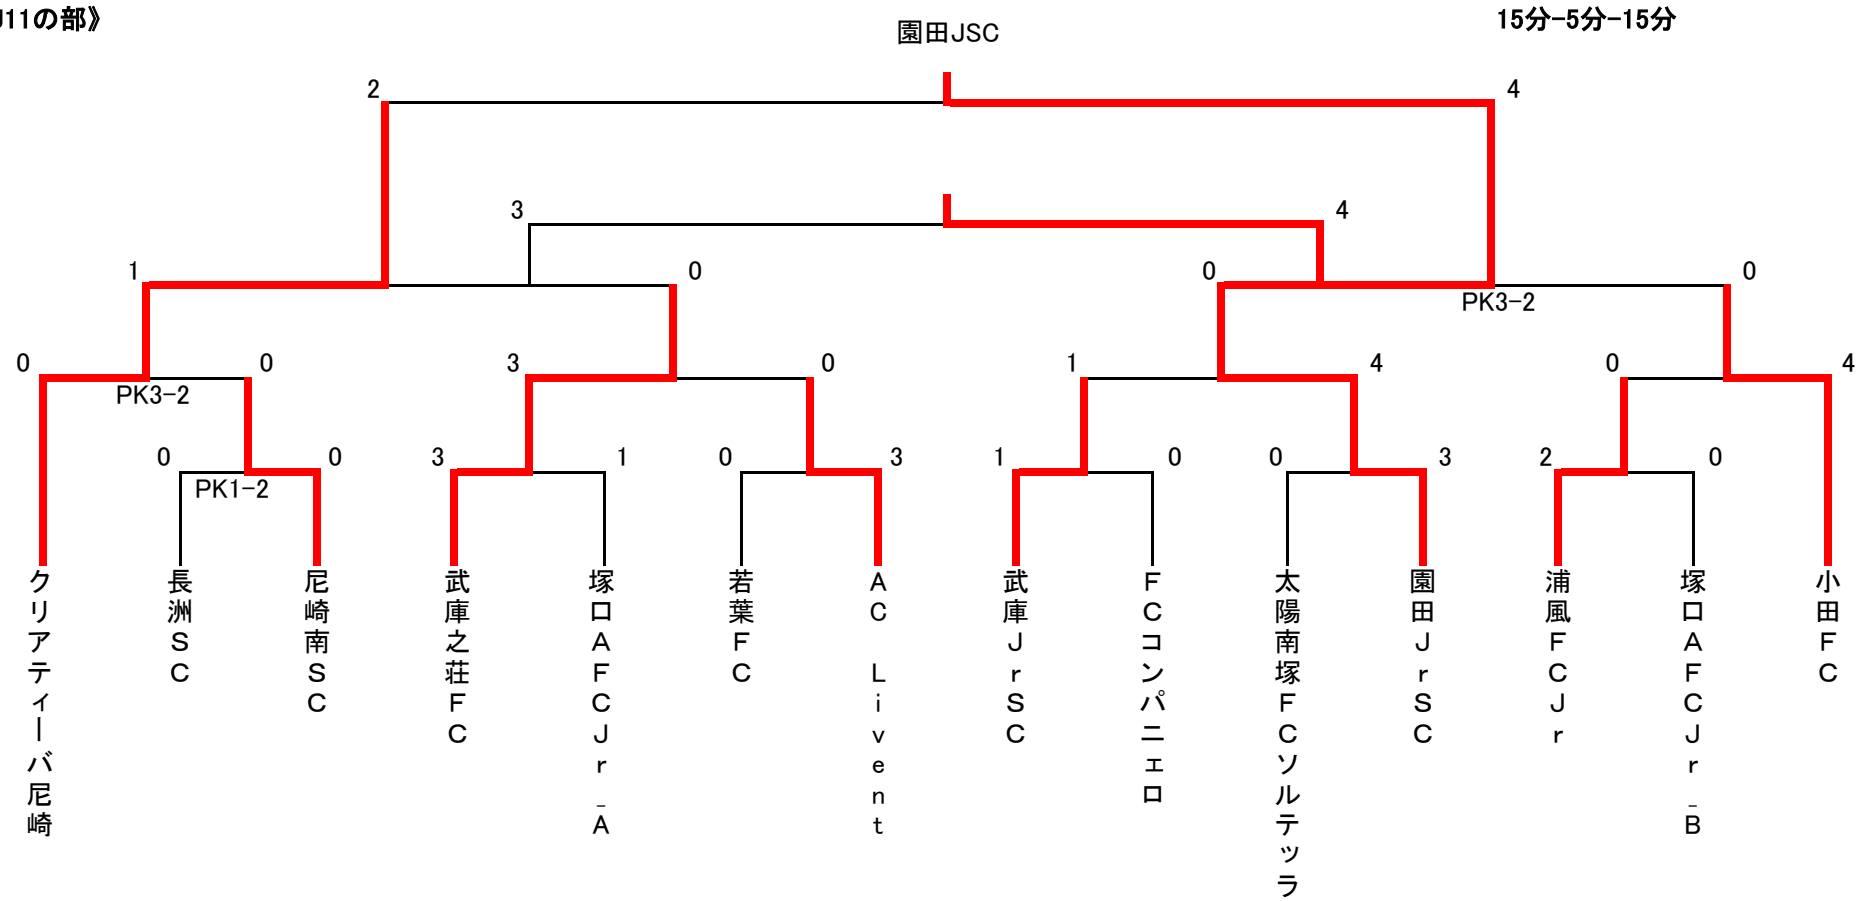 U11の部》
15分-5分-15分
園田JSC
2
4
3
4
1
0
0
0
PK3-2
0
0
3
0
1
4
0
4
PK3-2
0
0
3
1
0
3
1
0
0
3
2
0
PK1-2
クリアティーバ尼崎
長洲SC
尼崎南SC
武庫之荘FC
塚口AFCJr_A
若葉FC
AC Livent
武庫JrSC
FCコンパニェロ
太陽南塚FCソルテッラ
園田JrSC
浦風FCJr
塚口AFCJr_B
小田FC